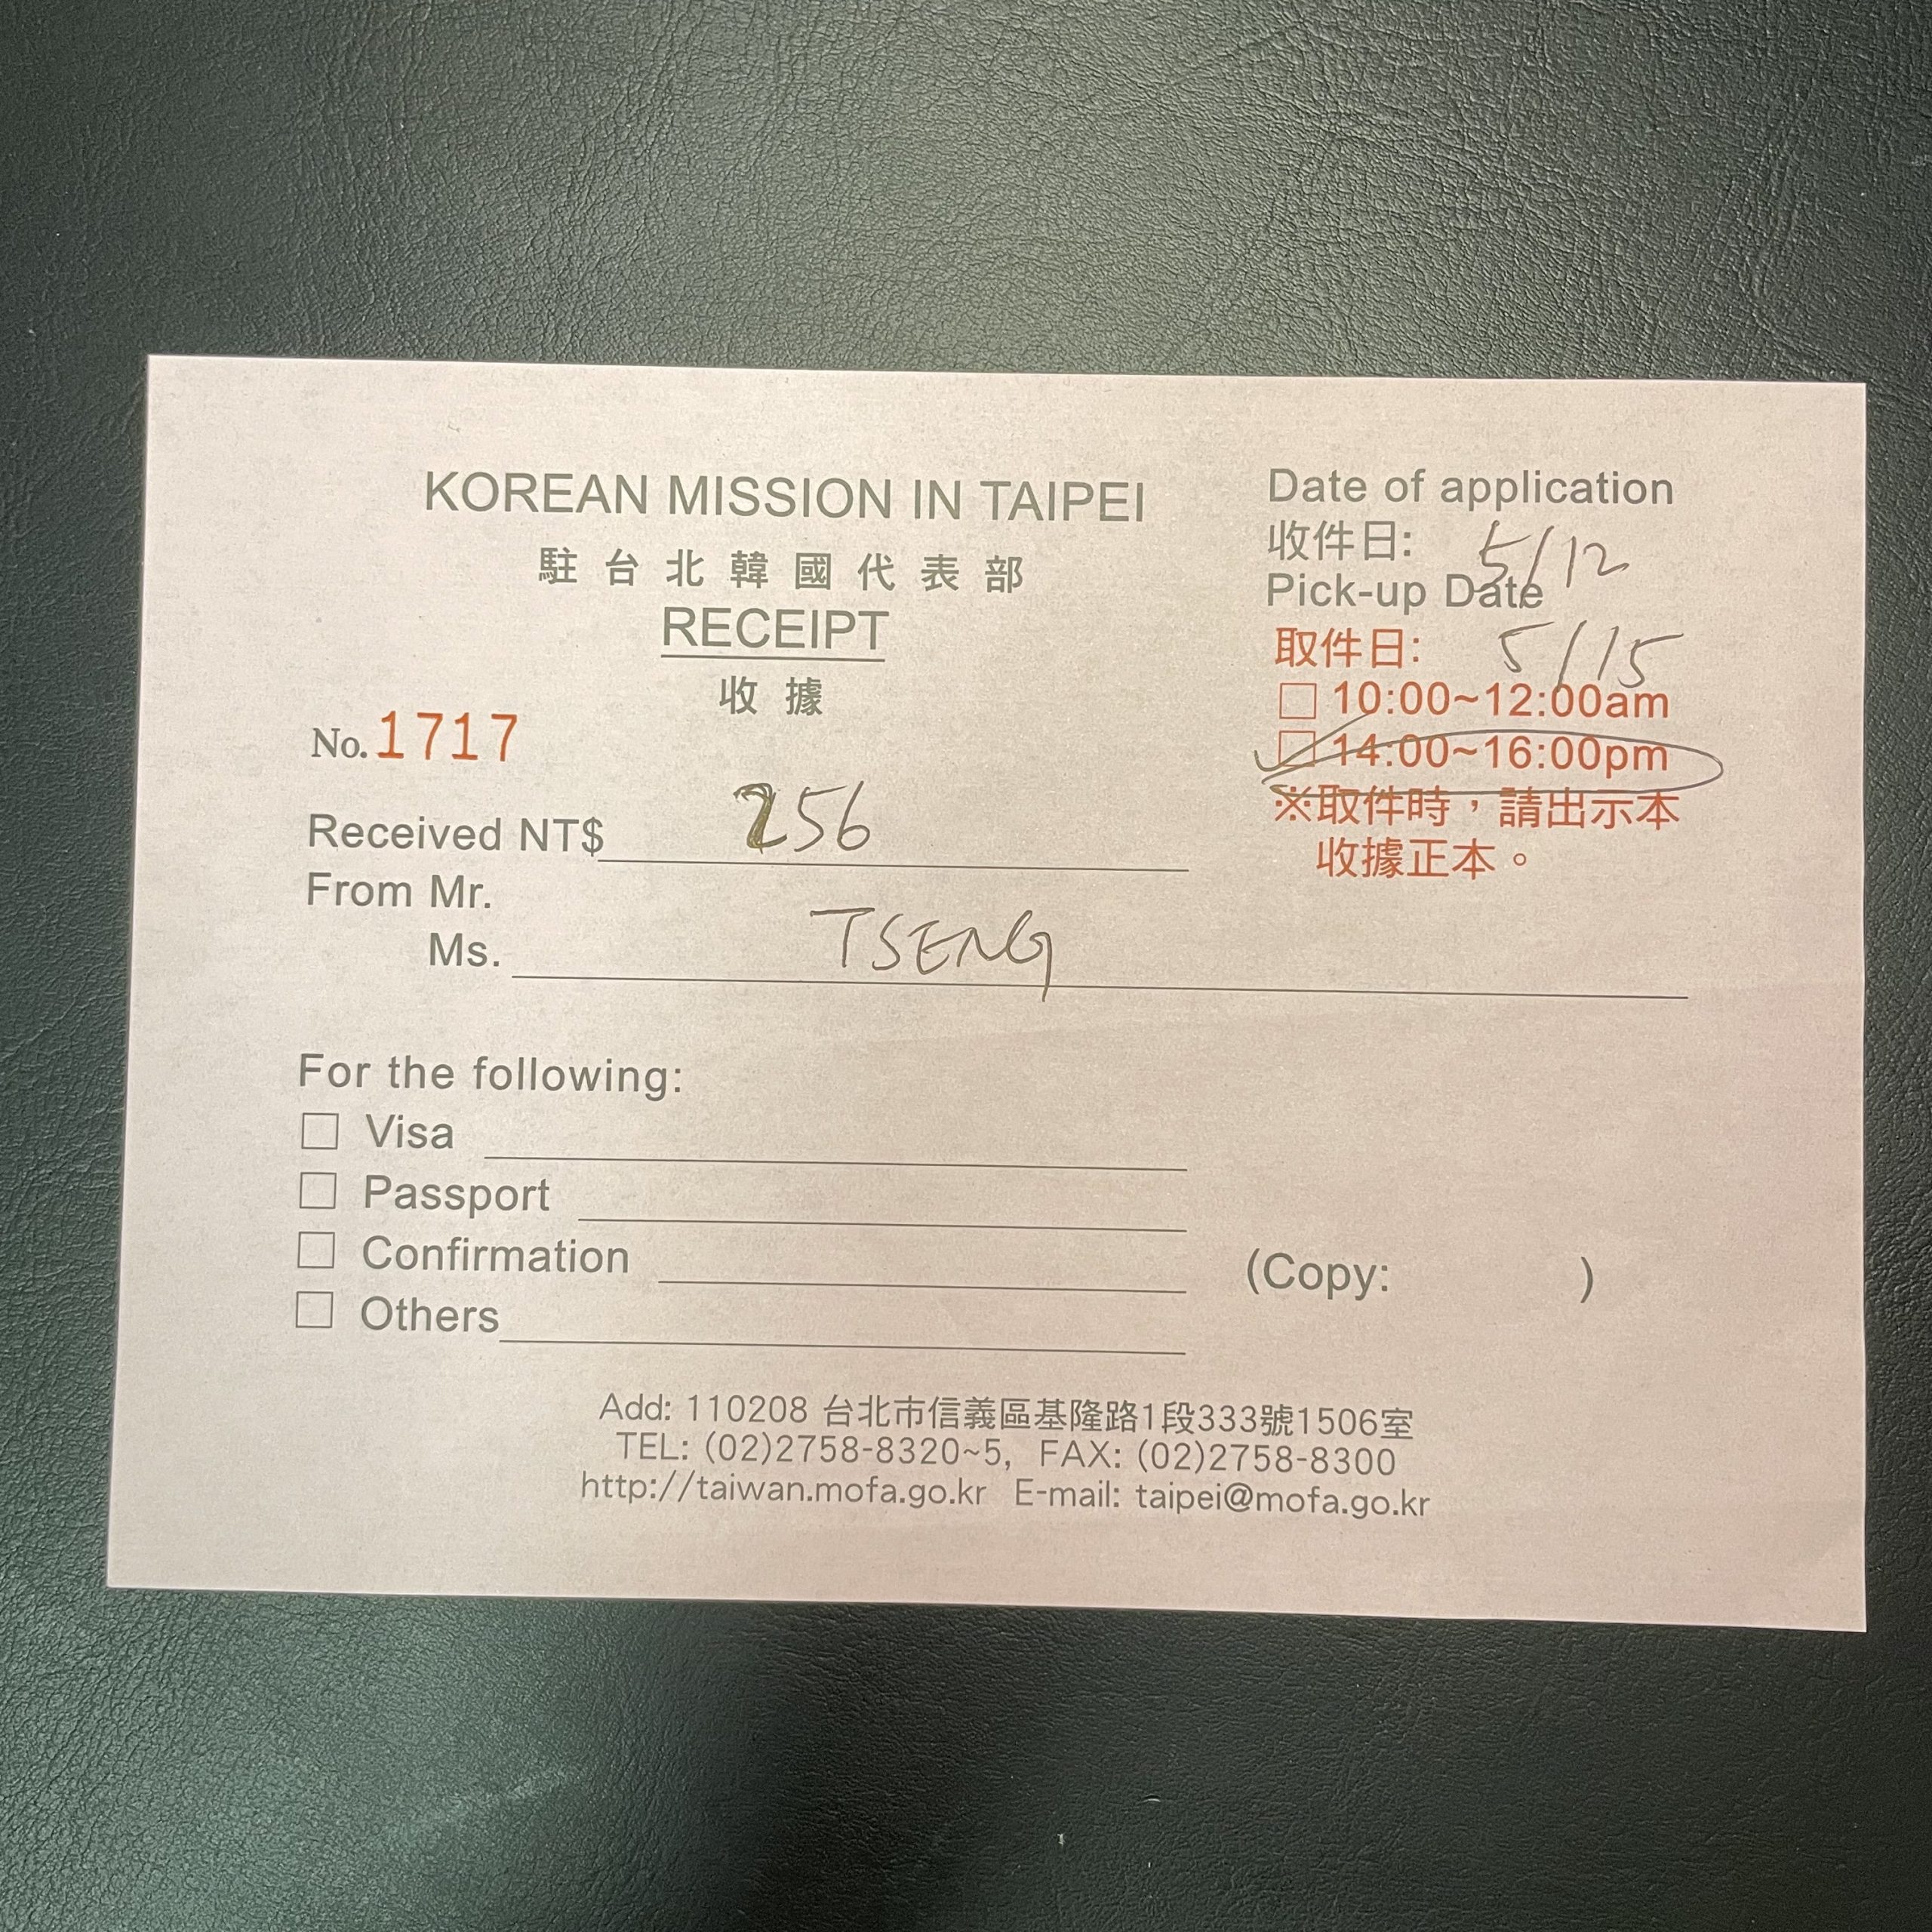 KOREAN MISSION IN TAIPEI
駐台北韓國代表部
RECEIPT
收據
No. 1717
Date of application
收件日: 5/12
Pick-up Date
取件日: 5/15
□ 10:00~12:00am
□ 14:00~16:00pm
※取件時，請出示本
收據正本。
Received NT$ 256
From Mr.
Ms. TSENG
For the following:
□ Visa
□ Passport
□ Confirmation (Copy: )
□ Others
Add: 110208 台北市信義區基隆路1段333號1506室
TEL: (02)2758-8320~5, FAX: (02)2758-8300
http://taiwan.mofa.go.kr E-mail: taipei@mofa.go.kr